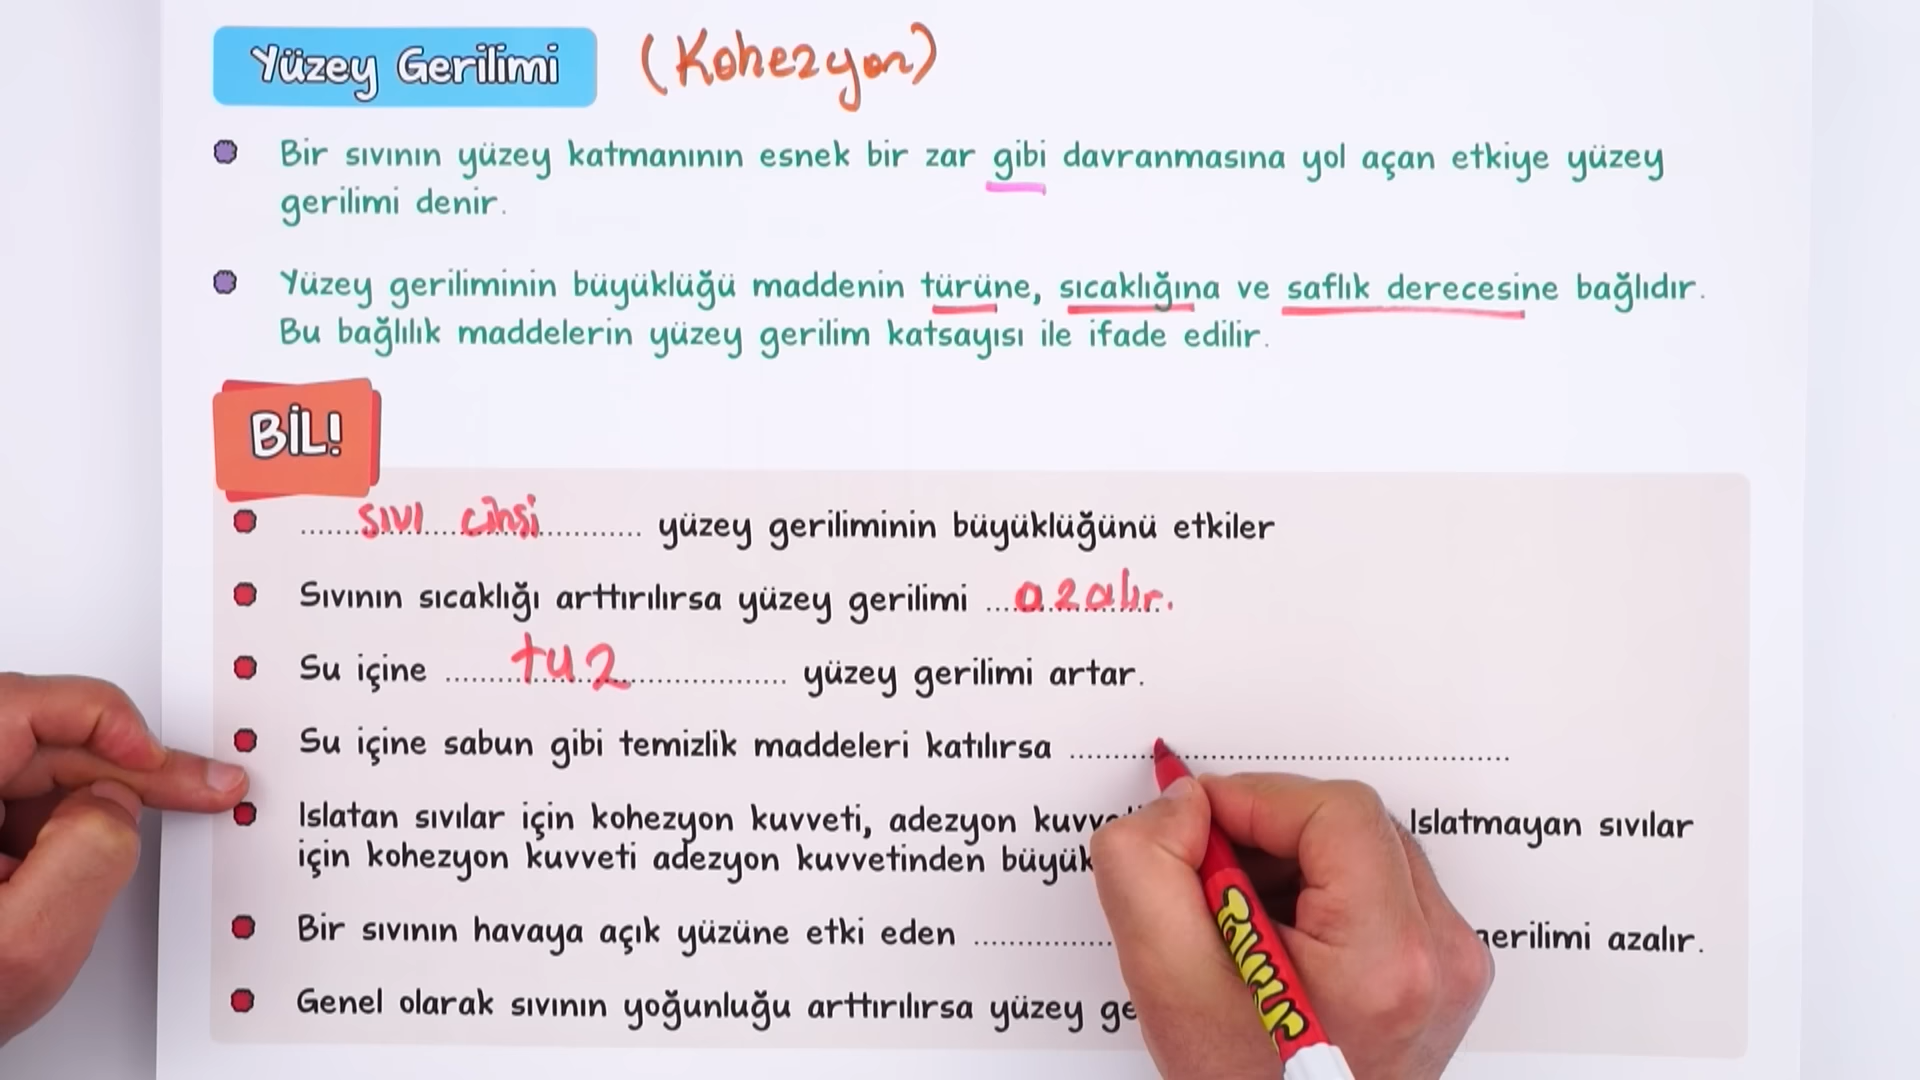 Yüzey Gerilimi (Kohezyon)
Bir sıvının yüzey katmanının esnek bir zar gibi davranmasına yol açan etkiye yüzey
gerilimi denir.
Yüzey geriliminin büyüklüğü maddenin türüne, sıcaklığına ve saflık derecesine bağlıdır.
Bu bağlılık maddelerin yüzey gerilim katsayısı ile ifade edilir.
BİL!
......sıvı cinsi.......... yüzey geriliminin büyüklüğünü etkiler
Sıvının sıcaklığı arttırılırsa yüzey gerilimi ....azalır.
Su içine ........tuz................ yüzey gerilimi artar.
Su içine sabun gibi temizlik maddeleri katılırsa ..........................................
Islatan sıvılar için kohezyon kuvveti, adezyon Islatmayan sıvılar
için kohezyon kuvveti adezyon kuvvetinden
Bir sıvının havaya açık yüzüne etki eden ............... azalır.
Genel olarak sıvının yoğunluğu arttırılırsa yüzey